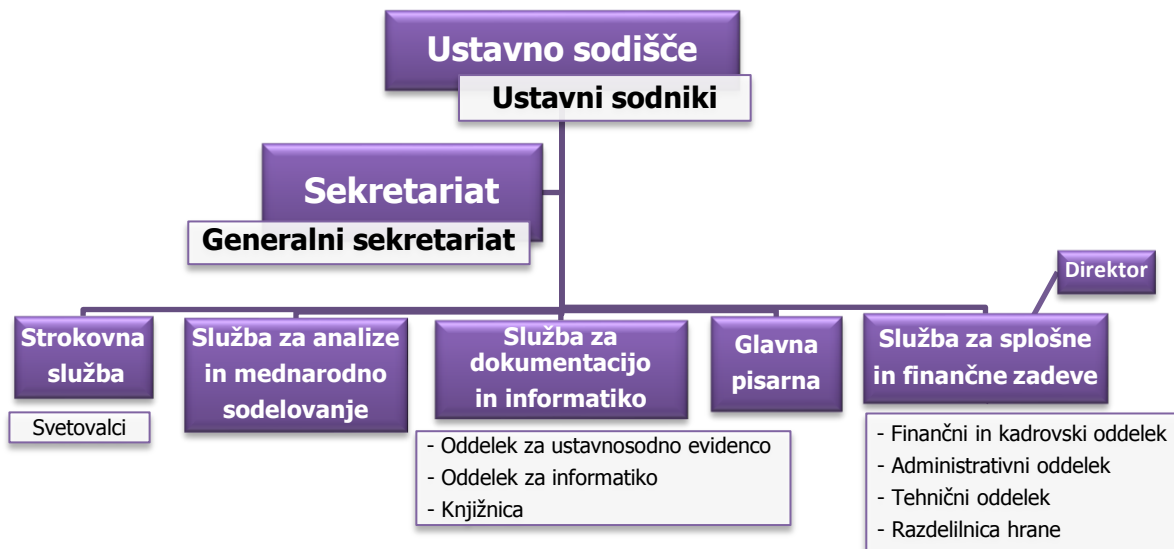 Ustavno sodišče
Ustavni sodniki
Sekretariat
Generalni sekretariat
Direktor
Strokovna
služba
Svetovalci
Služba za analize
in mednarodno
sodelovanje
Služba za
dokumentacijo
in informatiko
- Oddelek za ustavnosodno evidenco
- Oddelek za informatiko
- Knjižnica
Glavna
pisarna
Služba za splošne
in finančne zadeve
- Finančni in kadrovski oddelek
- Administrativni oddelek
- Tehnični oddelek
- Razdelilnica hrane